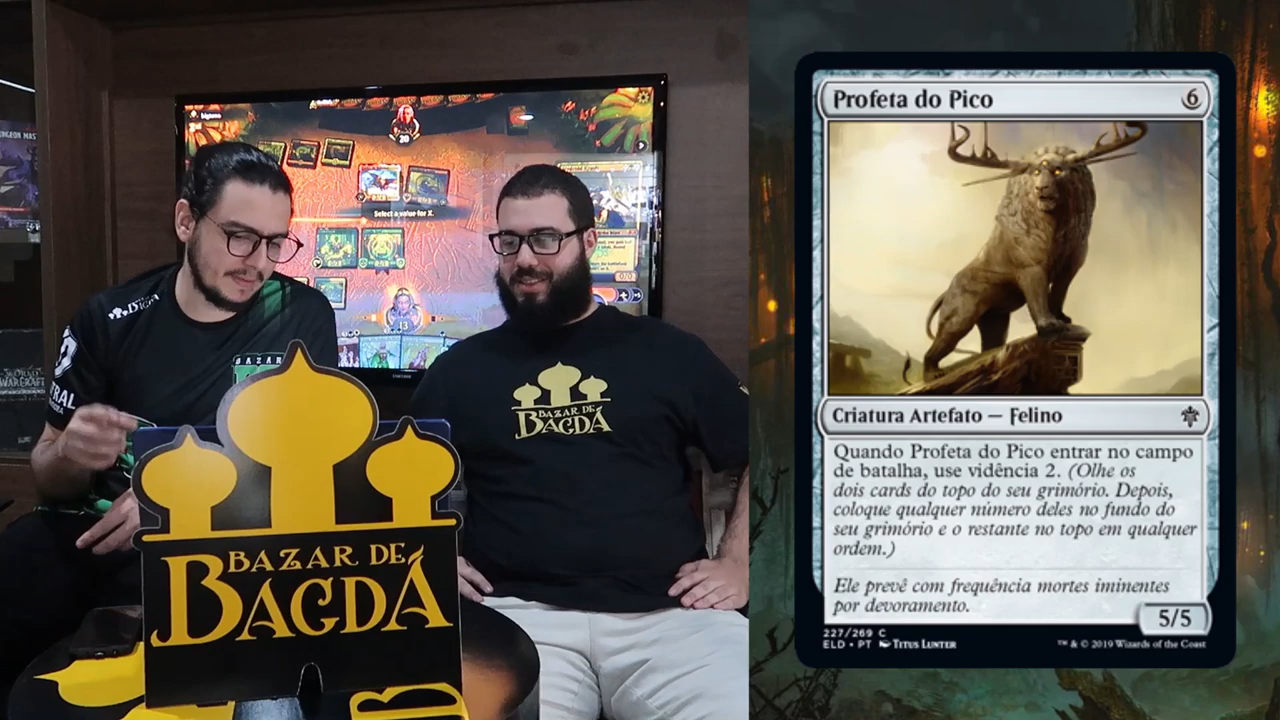 BAZAR DE
BAGDÁ
BAZAR DE
BAGDÁ
Select a value for X.
20
13
BAZAR
Profeta do Pico
6
Criatura Artefato — Felino
Quando Profeta do Pico entrar no campo
de batalha, use vidência 2. (Olhe os
dois cards do topo do seu grimório. Depois,
coloque qualquer número deles no fundo do
seu grimório e o restante no topo em qualquer
ordem.)
Ele prevê com frequência mortes iminentes
por devoramento.
5/5
227/269 C
ELD • PT Titus Lunter
™ & © 2019 Wizards of the Coast